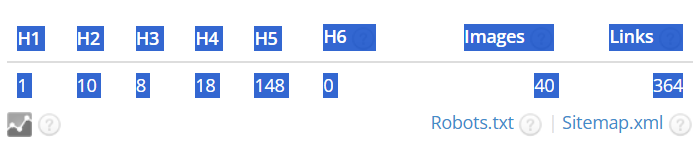 H1 H2 H3 H4 H5 H6 Images Links
1 10 8 18 148 0 40 364
? Robots.txt ? | Sitemap.xml ?